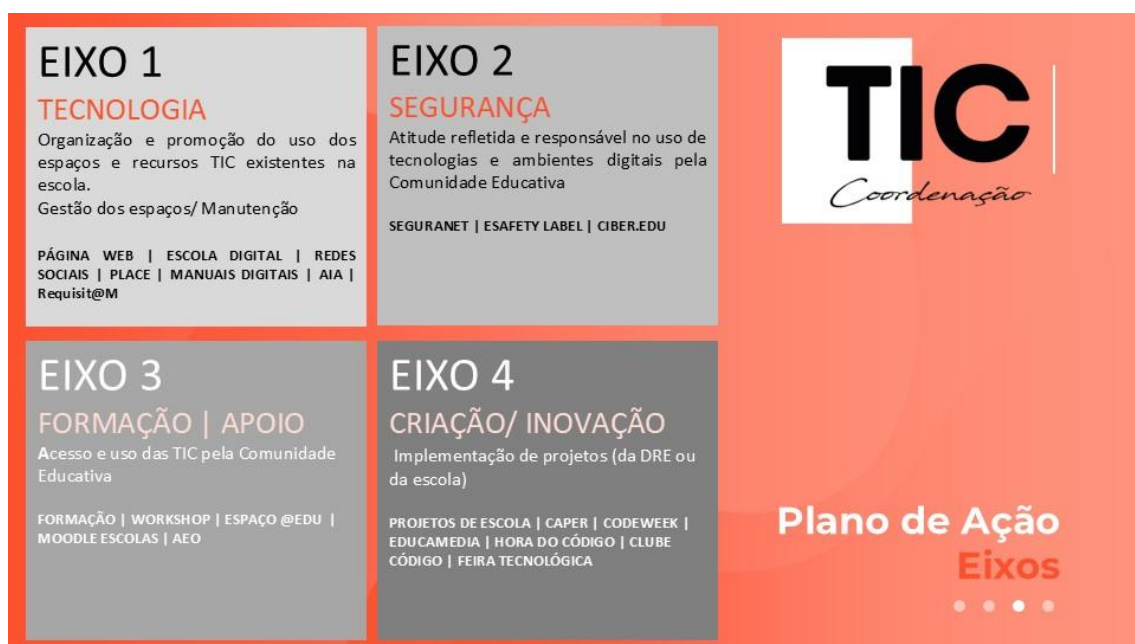 EIXO 1
TECNOLOGIA
Organização e promoção do uso dos
espaços e recursos TIC existentes na
escola.
Gestão dos espaços/ Manutenção
PÁGINA WEB | ESCOLA DIGITAL | REDES
SOCIAIS | PLACE | MANUAIS DIGITAIS | AIA |
Requisit@M
EIXO 2
SEGURANÇA
Atitude refletida e responsável no uso de
tecnologias e ambientes digitais pela
Comunidade Educativa
SEGURANET | ESAFETY LABEL | CIBER.EDU
TIC
Coordenação
EIXO 3
FORMAÇÃO | APOIO
Acesso e uso das TIC pela Comunidade
Educativa
FORMAÇÃO | WORKSHOP | ESPAÇO @EDU |
MOODLE ESCOLAS | AEO
EIXO 4
CRIAÇÃO/ INOVAÇÃO
Implementação de projetos (da DRE ou
da escola)
PROJETOS DE ESCOLA | CAPER | CODEWEEK |
EDUCAMEDIA | HORA DO CÓDIGO | CLUBE
CÓDIGO | FEIRA TECNOLÓGICA
Plano de Ação
Eixos